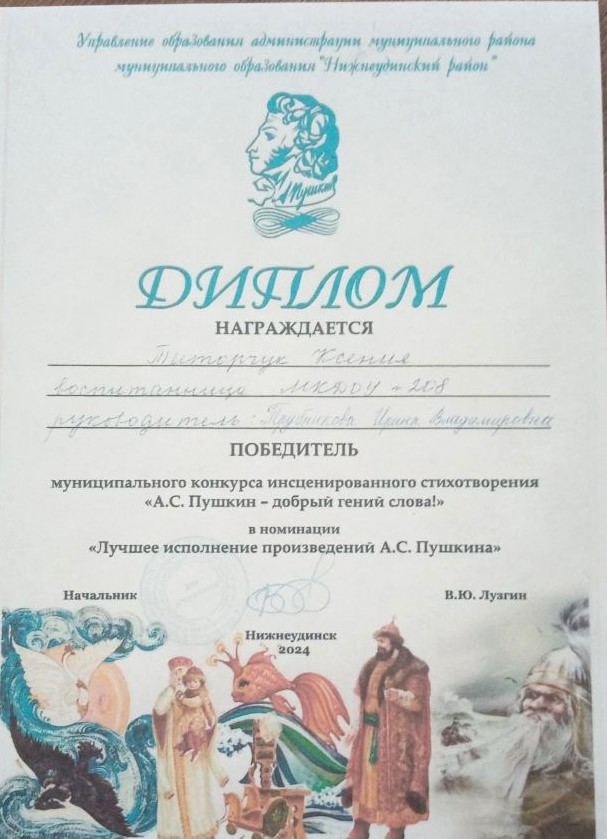 Управление образования администрации муниципального района
муниципального образования "Нижнеудинский район"
А Пушкин
ДИПЛОМ
НАГРАЖДАЕТСЯ
Титорчук Ксения
воспитанница МКДОУ № 208
руководитель: Трубникова Ирина Владимировна
ПОБЕДИТЕЛЬ
муниципального конкурса инсценированного стихотворения
«А.С. Пушкин – добрый гений слова!»
в номинации
«Лучшее исполнение произведений А.С. Пушкина»
Начальник В.Ю. Лузгин
Нижнеудинск
2024